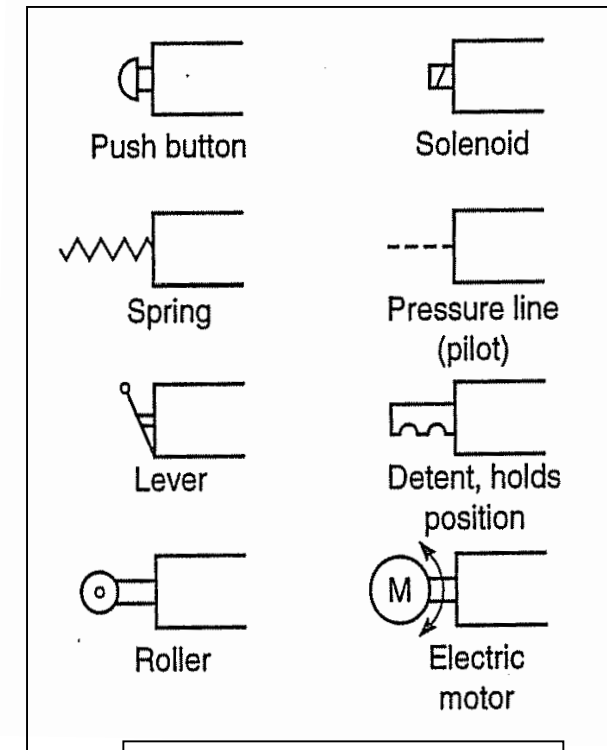 Push button
Solenoid
Spring
Pressure line
(pilot)
Lever
Detent, holds
position
M
Roller
Electric
motor